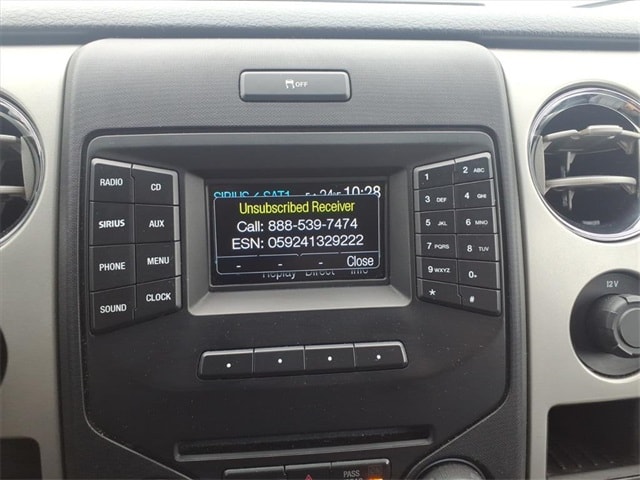 OFF
RADIO
CD
SIRIUS
AUX
PHONE
MENU
SOUND
CLOCK
SIRIUS SAT1 10:28
Unsubscribed Receiver
Call: 888-539-7474
ESN: 059241329222
- - - Close
Replay Direct Info
1
2 ABC
3 DEF
4 GHI
5 JKL
6 MNO
7 PQRS
8 TUV
9 WXYZ
0+
*
#
12V
PASS